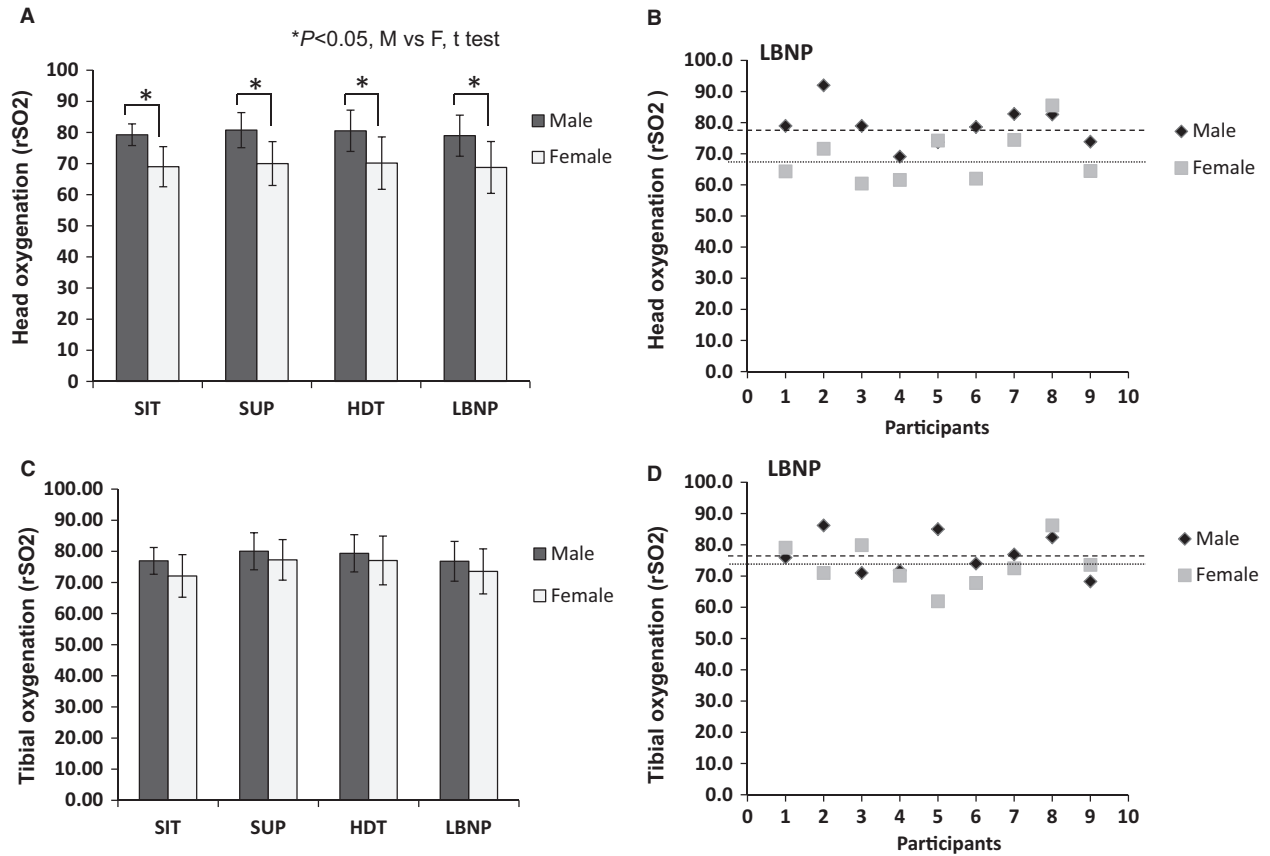 A
*P<0.05, M vs F, t test
Head oxygenation (rSO2)
100
90
80
70
60
50
40
30
20
10
0
* * * *
SIT SUP HDT LBNP
Male
Female
B
LBNP
Head oxygenation (rSO2 )
100.0
90.0
80.0
70.0
60.0
50.0
40.0
30.0
20.0
10.0
0.0
0 1 2 3 4 5 6 7 8 9 10
Participants
Male
Female
C
Tibial oxygenation (rSO2)
100.00
90.00
80.00
70.00
60.00
50.00
40.00
30.00
20.00
10.00
0.00
SIT SUP HDT LBNP
Male
Female
D
LBNP
Tibial oxygenation (rSO2)
100.0
90.0
80.0
70.0
60.0
50.0
40.0
30.0
20.0
10.0
0.0
0 1 2 3 4 5 6 7 8 9 10
Participants
Male
Female